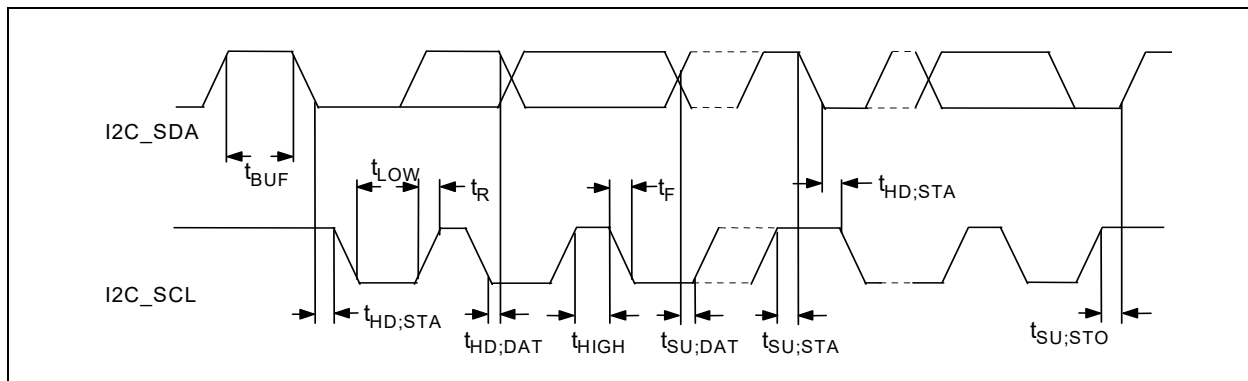 I2C_SDA
tBUF
tLOW
tR
tF
tHD;STA
I2C_SCL
tHD;STA
tHD;DAT
tHIGH
tSU;DAT
tSU;STA
tSU;STO